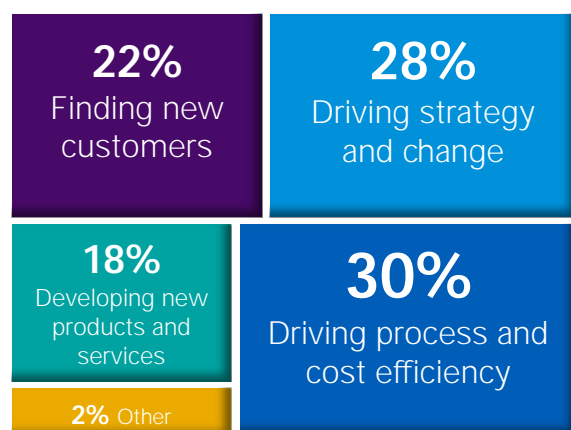 22%
Finding new
customers
28%
Driving strategy
and change
18%
Developing new
products and
services
30%
Driving process and
cost efficiency
2% Other